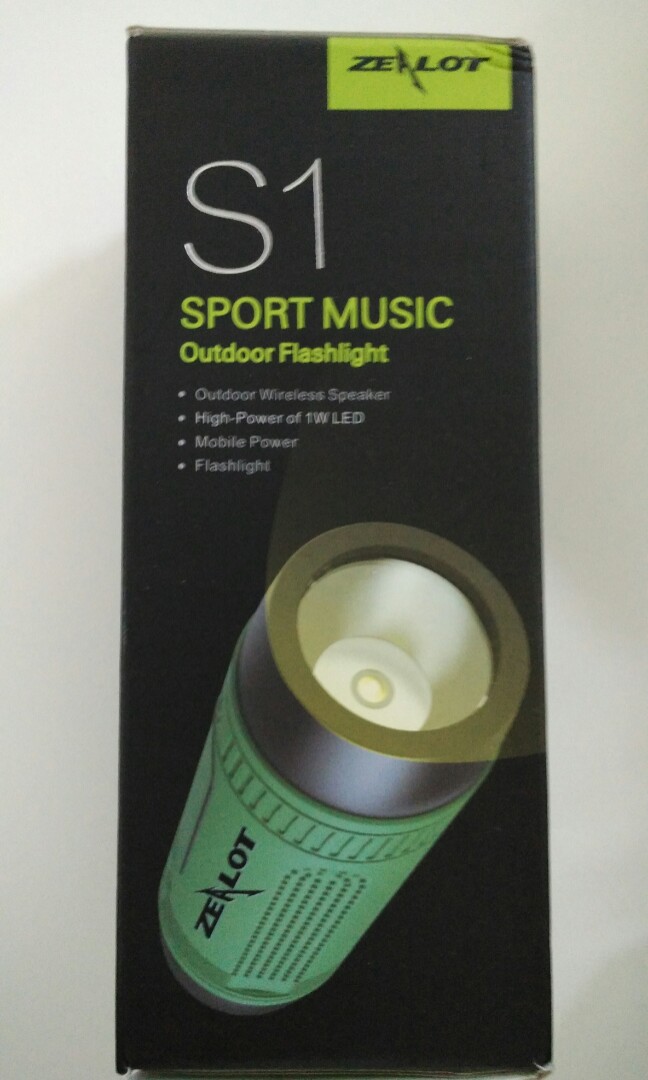 ZEALOT
S1
SPORT MUSIC
Outdoor Flashlight
• Outdoor Wireless Speaker
• High-Power of 1W LED
• Mobile Power
• Flashlight
ZEALOT